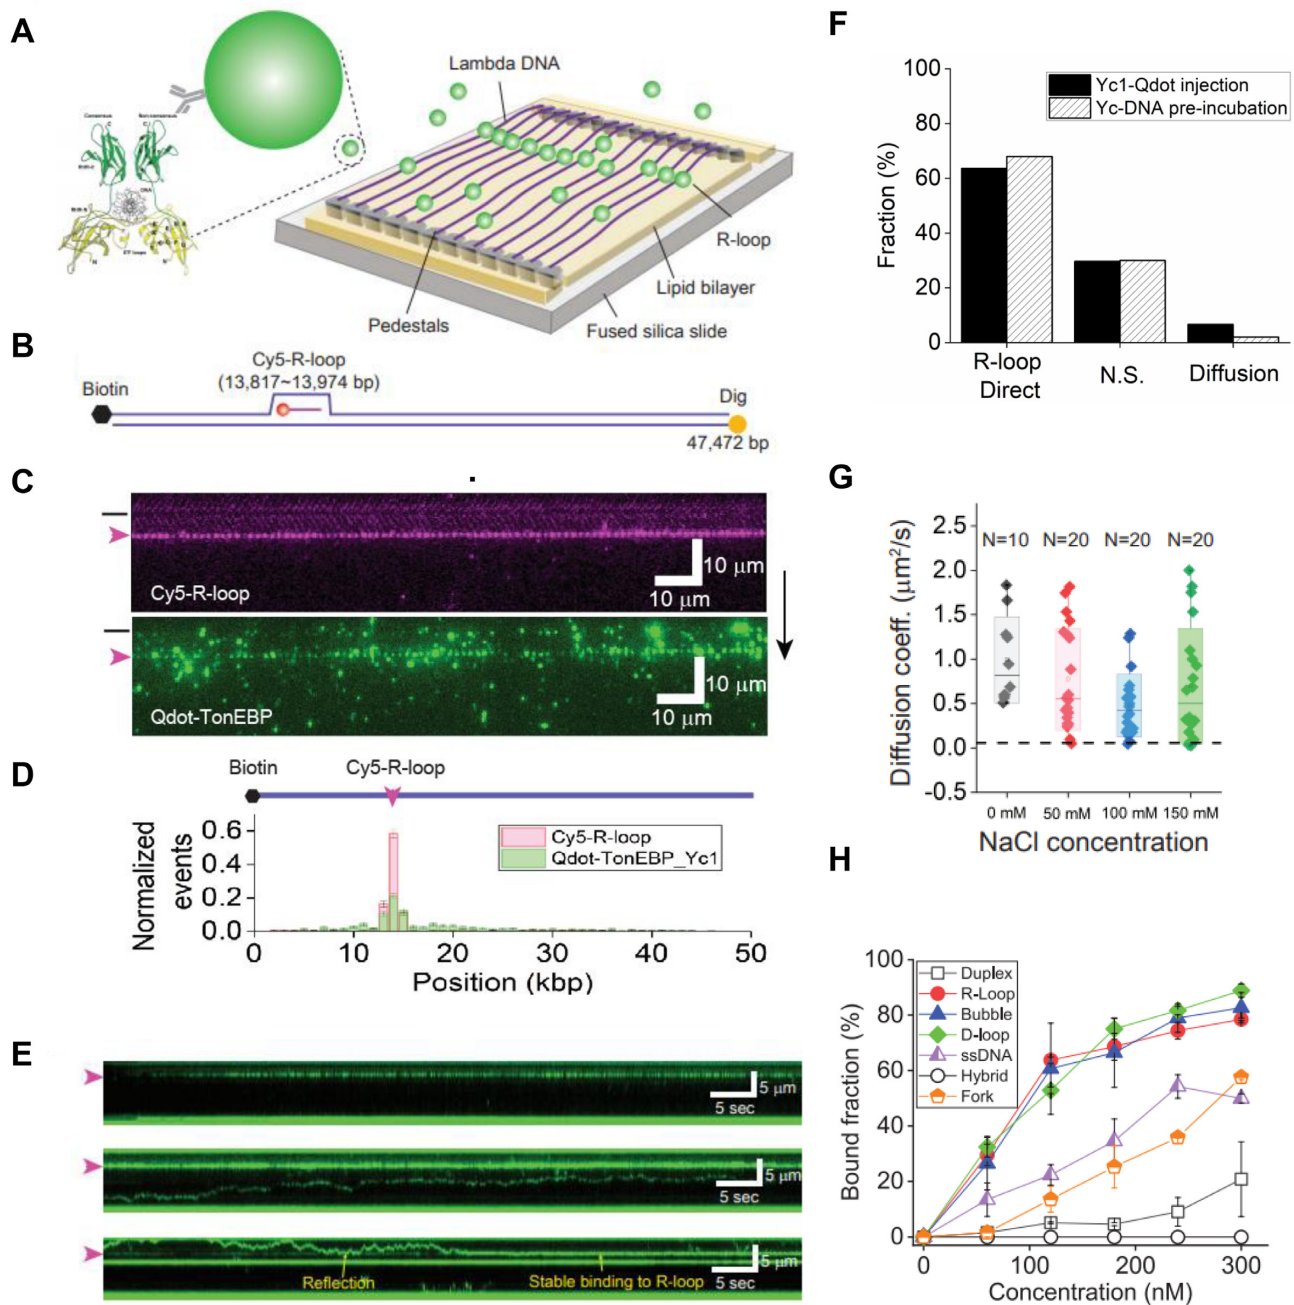 A
Lambda DNA
Consensus
Non-consensus
DNA
R-loop
Lipid bilayer
Pedestals
Fused silica slide
B
Cy5-R-loop
(13,817~13,974 bp)
Biotin
Dig
47,472 bp
C
10 μm
10 μm
Cy5-R-loop
10 μm
10 μm
Qdot-TonEBP
D
Biotin
Cy5-R-loop
Normalized
events
0.6
0.4
0.2
0.0
Cy5-R-loop
Qdot-TonEBP_Yc1
0 10 20 30 40 50
Position (kbp)
E
5 μm
5 sec
5 μm
5 sec
5 μm
5 sec
Reflection
Stable binding to R-loop
F
Fraction (%)
100
80
60
40
20
0
Yc1-Qdot injection
Yc-DNA pre-incubation
R-loop
Direct
N.S.
Diffusion
G
Diffusion coeff. (μm²/s)
2.5
2.0
1.5
1.0
0.5
0.0
-0.5
N=10 N=20 N=20 N=20
0 mM 50 mM 100 mM 150 mM
NaCl concentration
H
Bound fraction (%)
100
80
60
40
20
0
Duplex
R-Loop
Bubble
D-loop
ssDNA
Hybrid
Fork
0 100 200 300
Concentration (nM)